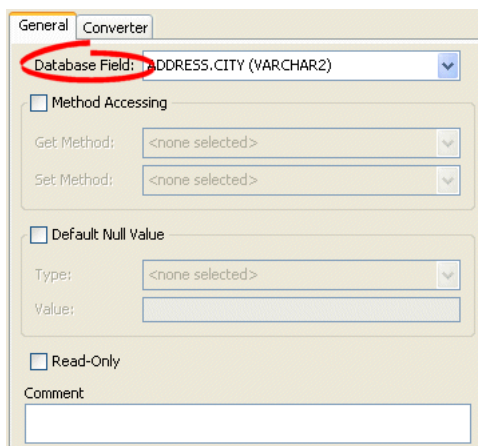 General Converter
Database Field: ADDRESS.CITY (VARCHAR2)
Method Accessing
Get Method: <none selected>
Set Method: <none selected>
Default Null Value
Type: <none selected>
Value:
Read-Only
Comment